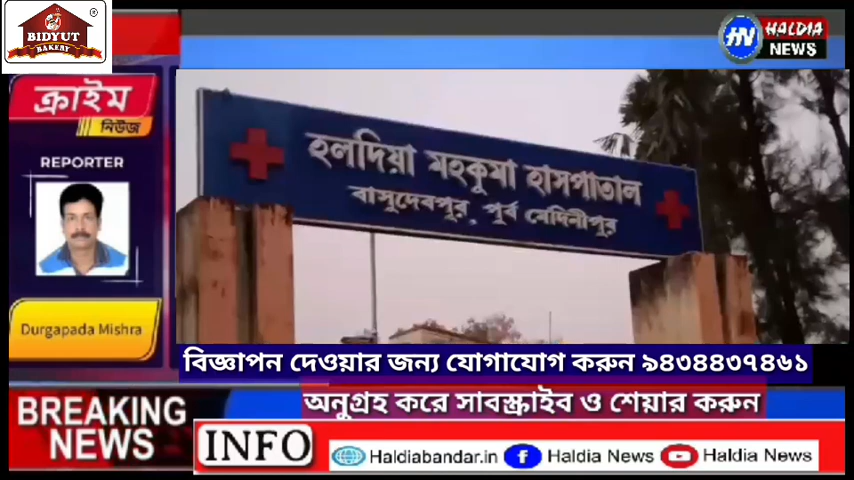 BIDYUT
BAKERY
®
HN HALDIA
NEWS
ক্রাইম
নিউজ
REPORTER
Durgapada Mishra
হলদিয়া মহকুমা হাসপাতাল
বাসুদেবপুর, পূর্ব মেদিনীপুর
বিজ্ঞাপন দেওয়ার জন্য যোগাযোগ করুন ৯৪৩৪৪৩৭৪৬১
অনুগ্রহ করে সাবস্ক্রাইব ও শেয়ার করুন
BREAKING
NEWS
INFO
Haldiabandar.in Haldia News Haldia News